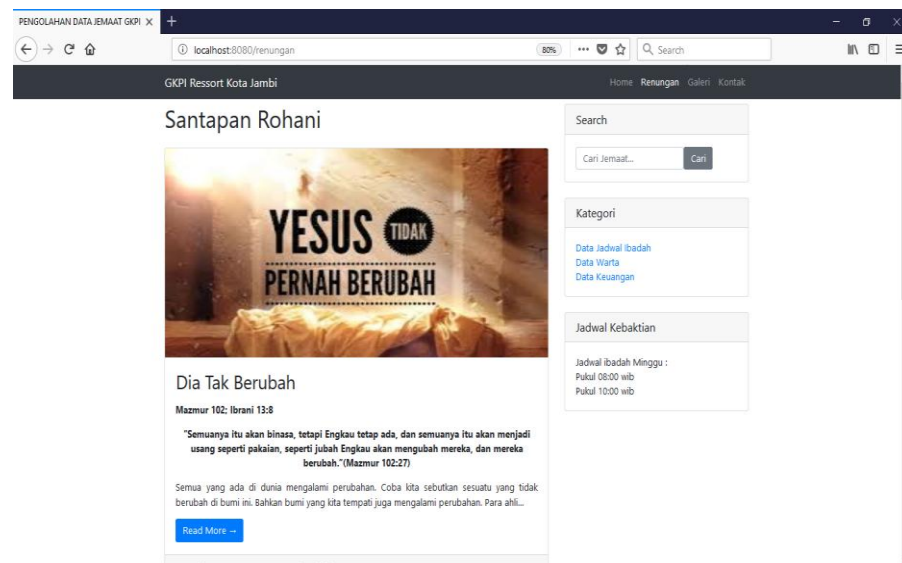 PENGOLAHAN DATA JEMAAT GKPI
localhost:8080/renungan
80%
Search
GKPI Ressort Kota Jambi
Home Renungan Galeri Kontak
Santapan Rohani
YESUS TIDAK
PERNAH BERUBAH
Dia Tak Berubah
Mazmur 102; Ibrani 13:8
"Semuanya itu akan binasa, tetapi Engkau tetap ada, dan semuanya itu akan menjadi
usang seperti pakaian, seperti jubah Engkau akan mengubah mereka, dan mereka
berubah."(Mazmur 102:27)
Semua yang ada di dunia mengalami perubahan. Coba kita sebutkan sesuatu yang tidak
berubah di bumi ini. Bahkan bumi yang kita tempati juga mengalami perubahan. Para ahli...
Read More →
Search
Cari Jemaat...
Cari
Kategori
Data Jadwal Ibadah
Data Warta
Data Keuangan
Jadwal Kebaktian
Jadwal ibadah Minggu :
Pukul 08:00 wib
Pukul 10:00 wib